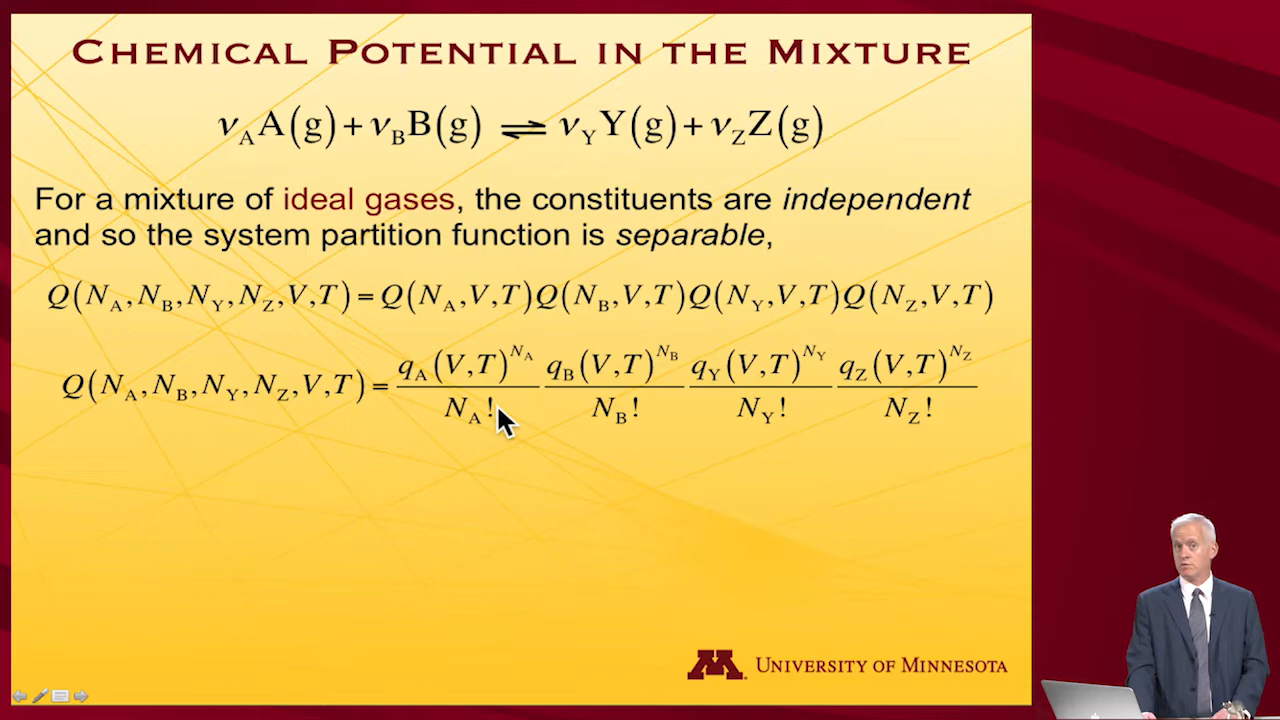 CHEMICAL POTENTIAL IN THE MIXTURE
ν_A A(g) + ν_B B(g) ⇌ ν_Y Y(g) + ν_Z Z(g)
For a mixture of ideal gases, the constituents are independent
and so the system partition function is separable,
Q(N_A, N_B, N_Y, N_Z, V, T) = Q(N_A, V, T)Q(N_B, V, T)Q(N_Y, V, T)Q(N_Z, V, T)
Q(N_A, N_B, N_Y, N_Z, V, T) = q_A(V,T)^{N_A}/N_A! q_B(V,T)^{N_B}/N_B! q_Y(V,T)^{N_Y}/N_Y! q_Z(V,T)^{N_Z}/N_Z!
M UNIVERSITY OF MINNESOTA